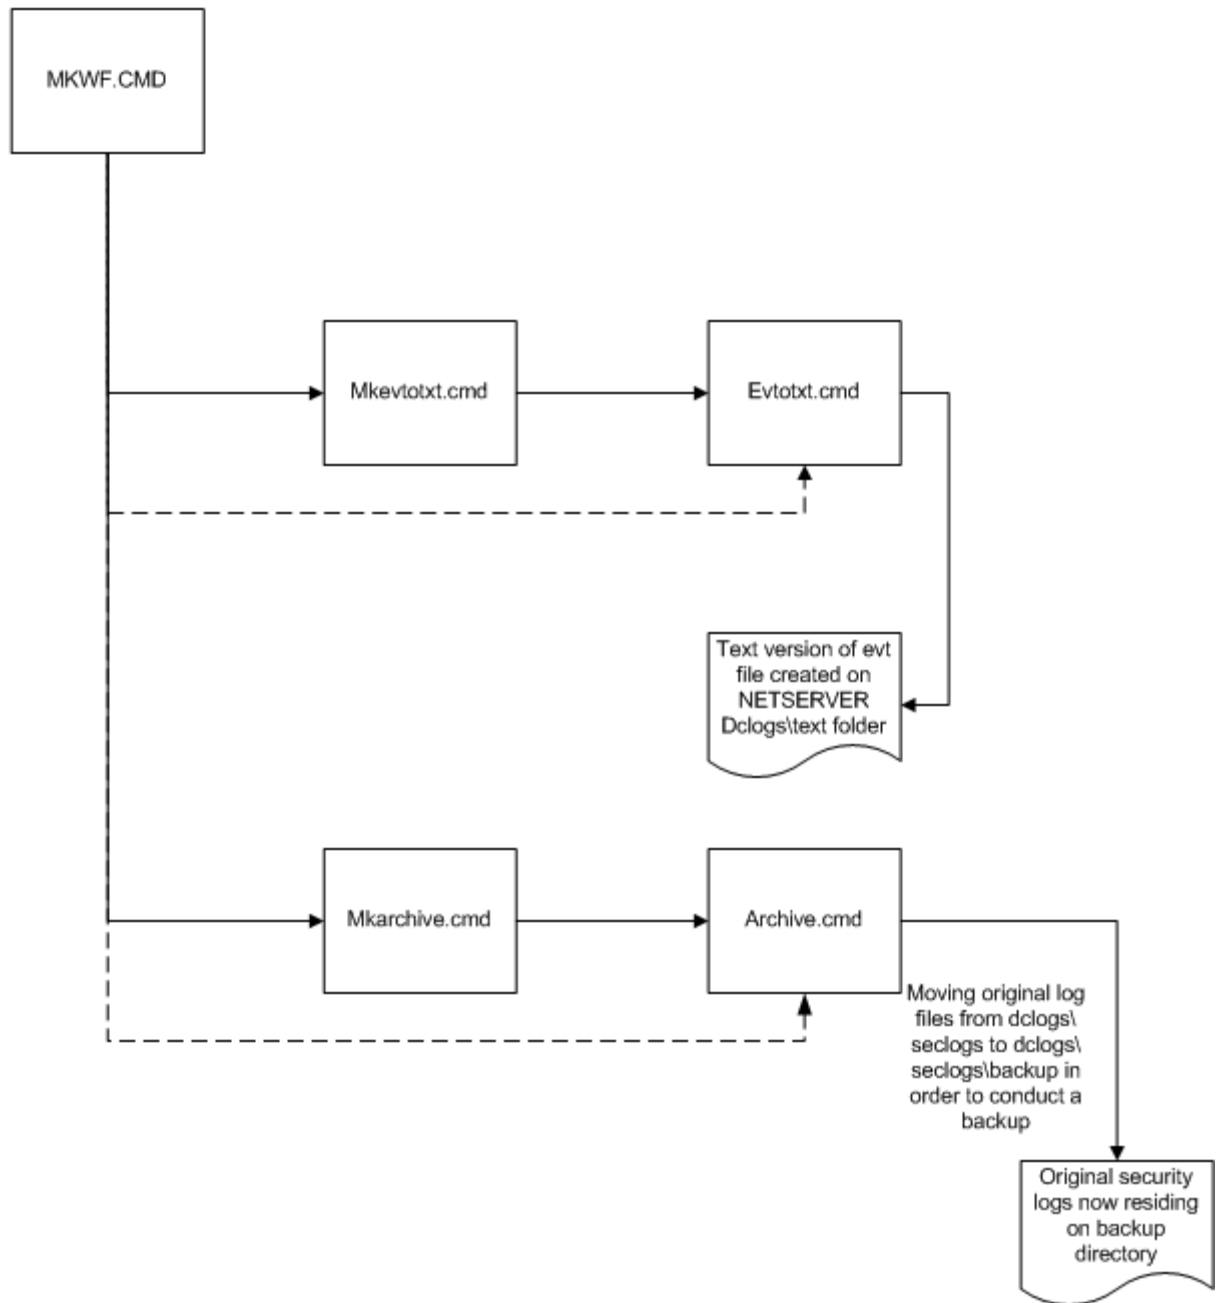 MKWF.CMD
Mkevtotxt.cmd
Evtotxt.cmd
Text version of evt
file created on
NETSERVER
Dclogs\text folder
Mkarchive.cmd
Archive.cmd
Moving original log
files from dclogs\
seclogs to dclogs\
seclogs\backup in
order to conduct a
backup
Original security
logs now residing
on backup
directory